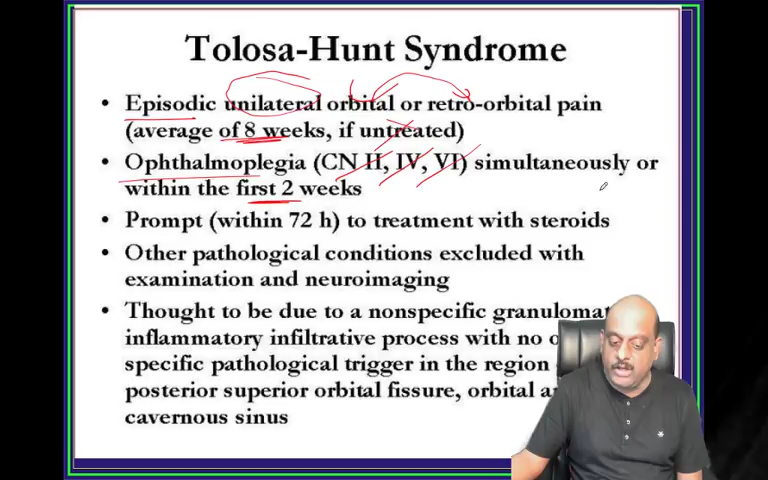 Tolosa-Hunt Syndrome
• Episodic unilateral orbital or retro-orbital pain
(average of 8 weeks, if untreated)
• Ophthalmoplegia (CN II, IV, VI) simultaneously or
within the first 2 weeks
• Prompt (within 72 h) to treatment with steroids
• Other pathological conditions excluded with
examination and neuroimaging
• Thought to be due to a nonspecific
inflammatory infiltrative process with no
specific pathological trigger in the region
posterior superior orbital fissure, orbital
cavernous sinus